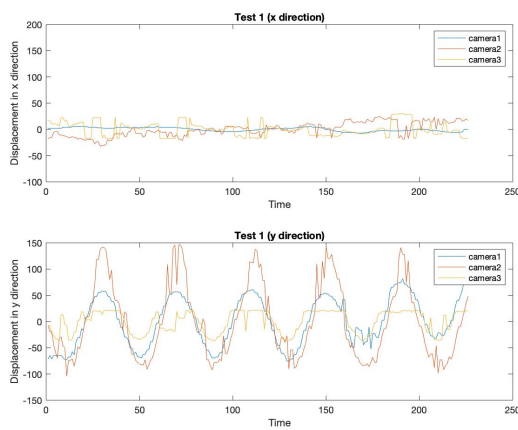 Test 1 (x direction)
200
150
100
50
0
-50
-100
Displacement in x direction
camera1
camera2
camera3
0 50 100 150 200 250
Time
Test 1 (y direction)
150
100
50
0
-50
-100
-150
Displacement in y direction
camera1
camera2
camera3
0 50 100 150 200 250
Time